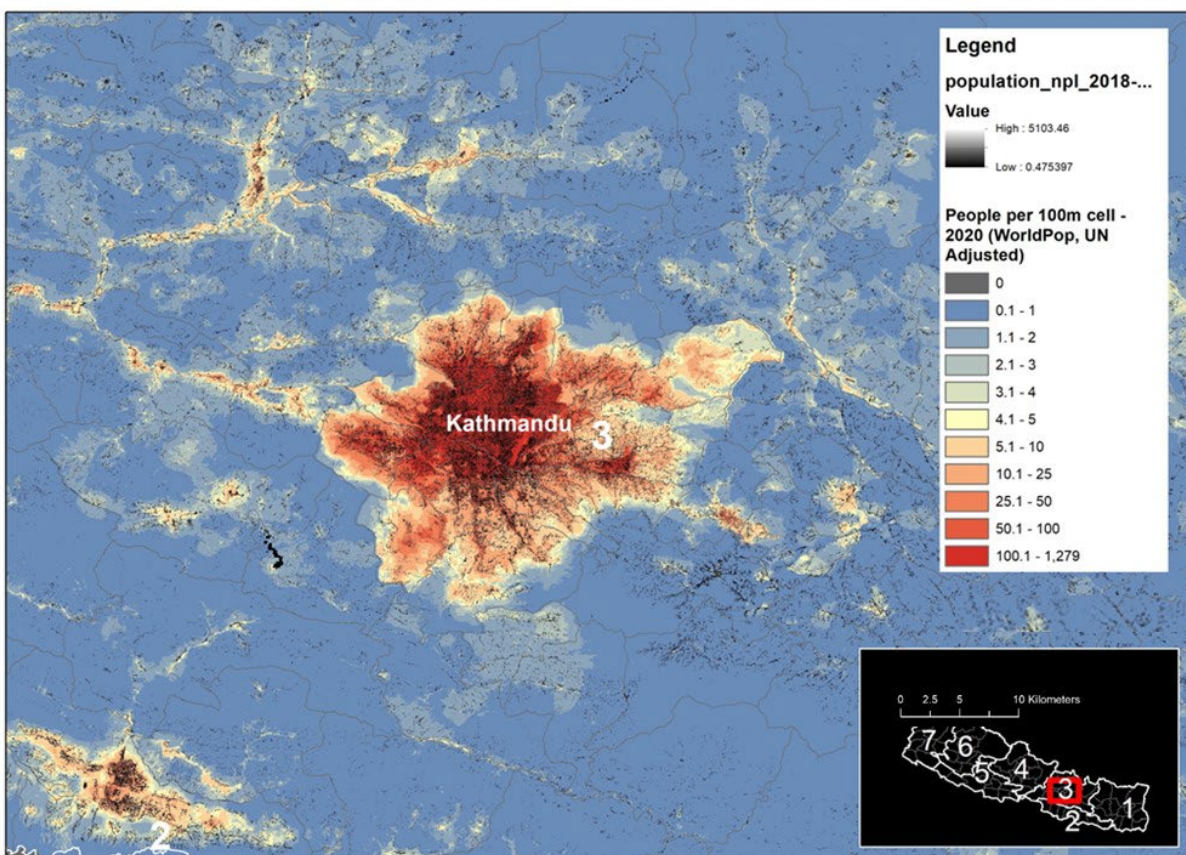 Legend
population_npl_2018-...
Value
High : 5103.46
Low : 0.475397
People per 100m cell -
2020 (WorldPop, UN
Adjusted)
0
0.1 - 1
1.1 - 2
2.1 - 3
3.1 - 4
4.1 - 5
5.1 - 10
10.1 - 25
25.1 - 50
50.1 - 100
100.1 - 1,279
Kathmandu
3
2
0 2.5 5 10 Kilometers
7
6
5
4
3
2
1